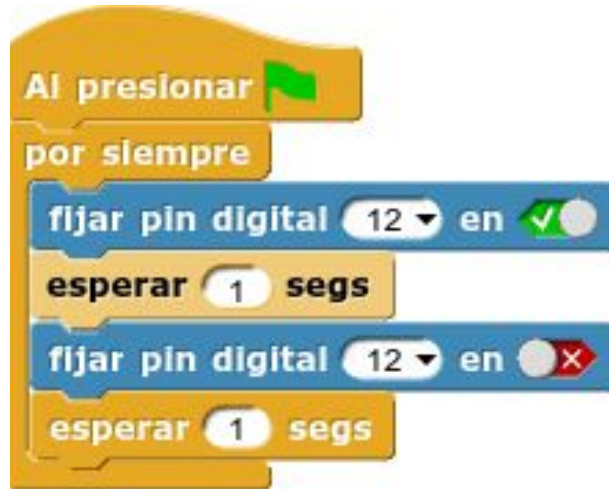 Al presionar
por siempre
fijar pin digital 12 en
esperar 1 segs
fijar pin digital 12 en
esperar 1 segs